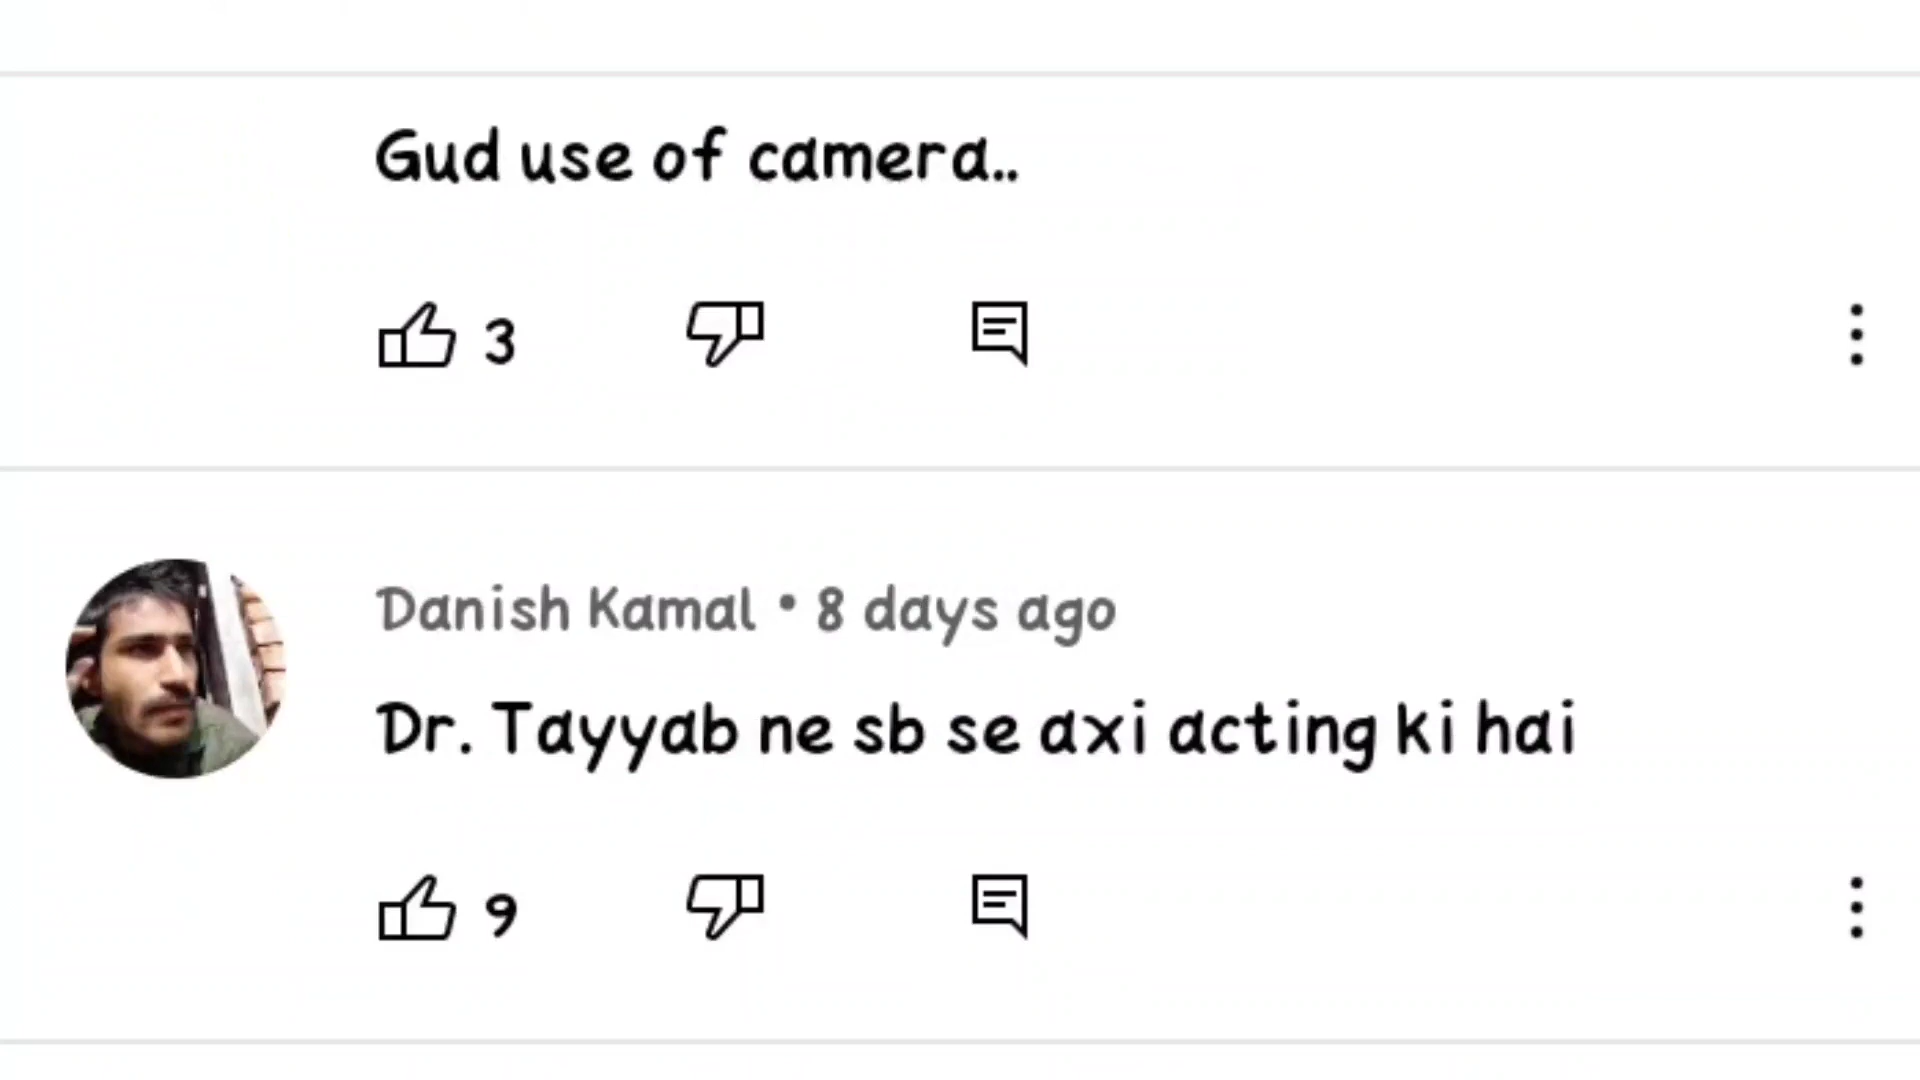 Gud use of camera..
3
Danish Kamal • 8 days ago
Dr. Tayyab ne sb se axi acting ki hai
9